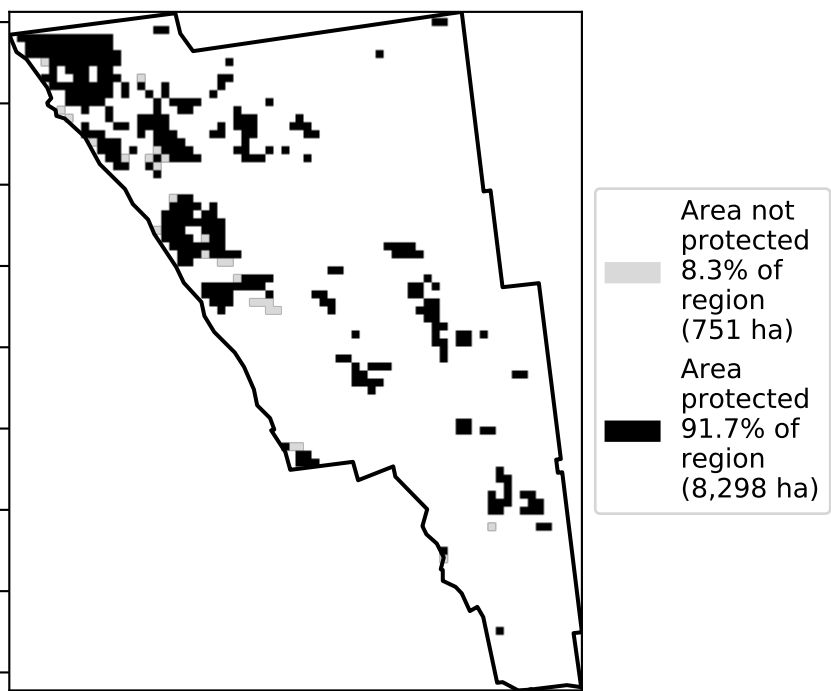 Area not
protected
8.3% of
region
(751 ha)
Area
protected
91.7% of
region
(8,298 ha)